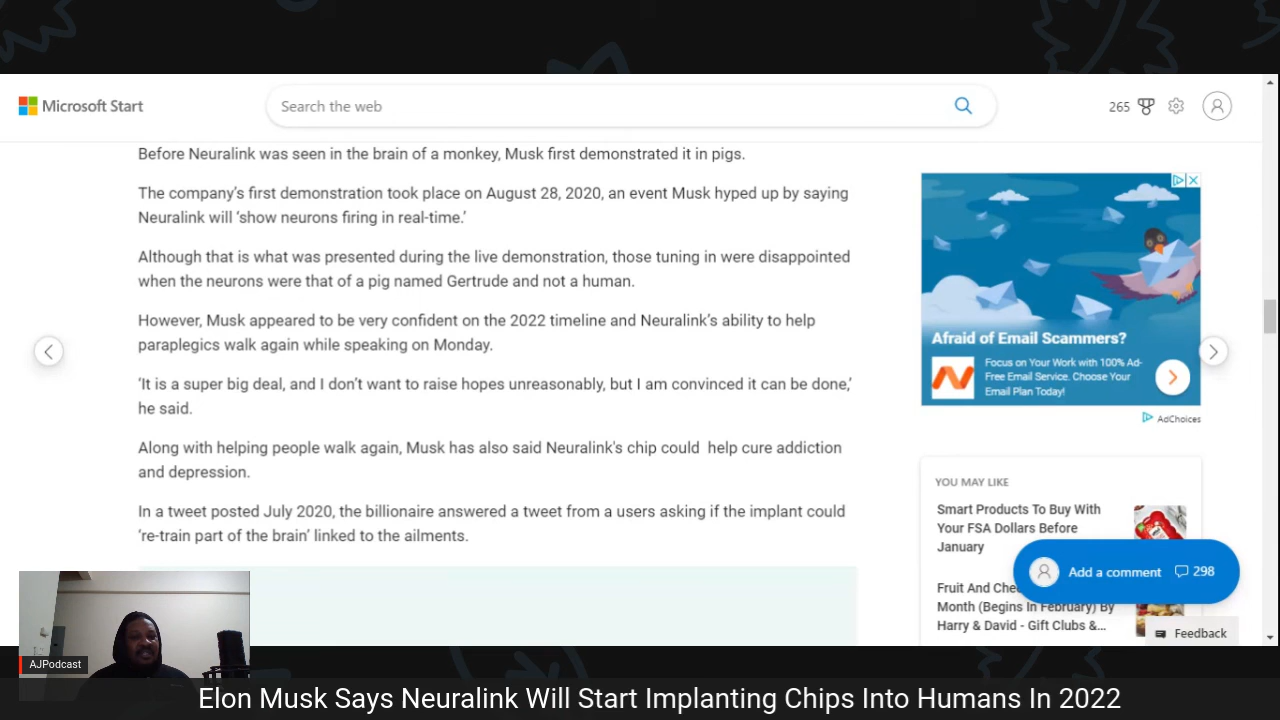 Microsoft Start
Search the web
265
Before Neuralink was seen in the brain of a monkey, Musk first demonstrated it in pigs.
The company's first demonstration took place on August 28, 2020, an event Musk hyped up by saying
Neuralink will 'show neurons firing in real-time.'
Although that is what was presented during the live demonstration, those tuning in were disappointed
when the neurons were that of a pig named Gertrude and not a human.
However, Musk appeared to be very confident on the 2022 timeline and Neuralink's ability to help
paraplegics walk again while speaking on Monday.
'It is a super big deal, and I don't want to raise hopes unreasonably, but I am convinced it can be done,'
he said.
Along with helping people walk again, Musk has also said Neuralink's chip could help cure addiction
and depression.
In a tweet posted July 2020, the billionaire answered a tweet from a users asking if the implant could
're-train part of the brain' linked to the ailments.
Afraid of Email Scammers?
Focus on Your Work with 100% Ad-
Free Email Service. Choose Your
Email Plan Today!
AdChoices
YOU MAY LIKE
Smart Products To Buy With
Your FSA Dollars Before
January
Fruit And
Month (Begins In February) By
Harry & David - Gift Clubs &...
Add a comment 298
Feedback
AJPodcast
Elon Musk Says Neuralink Will Start Implanting Chips Into Humans In 2022